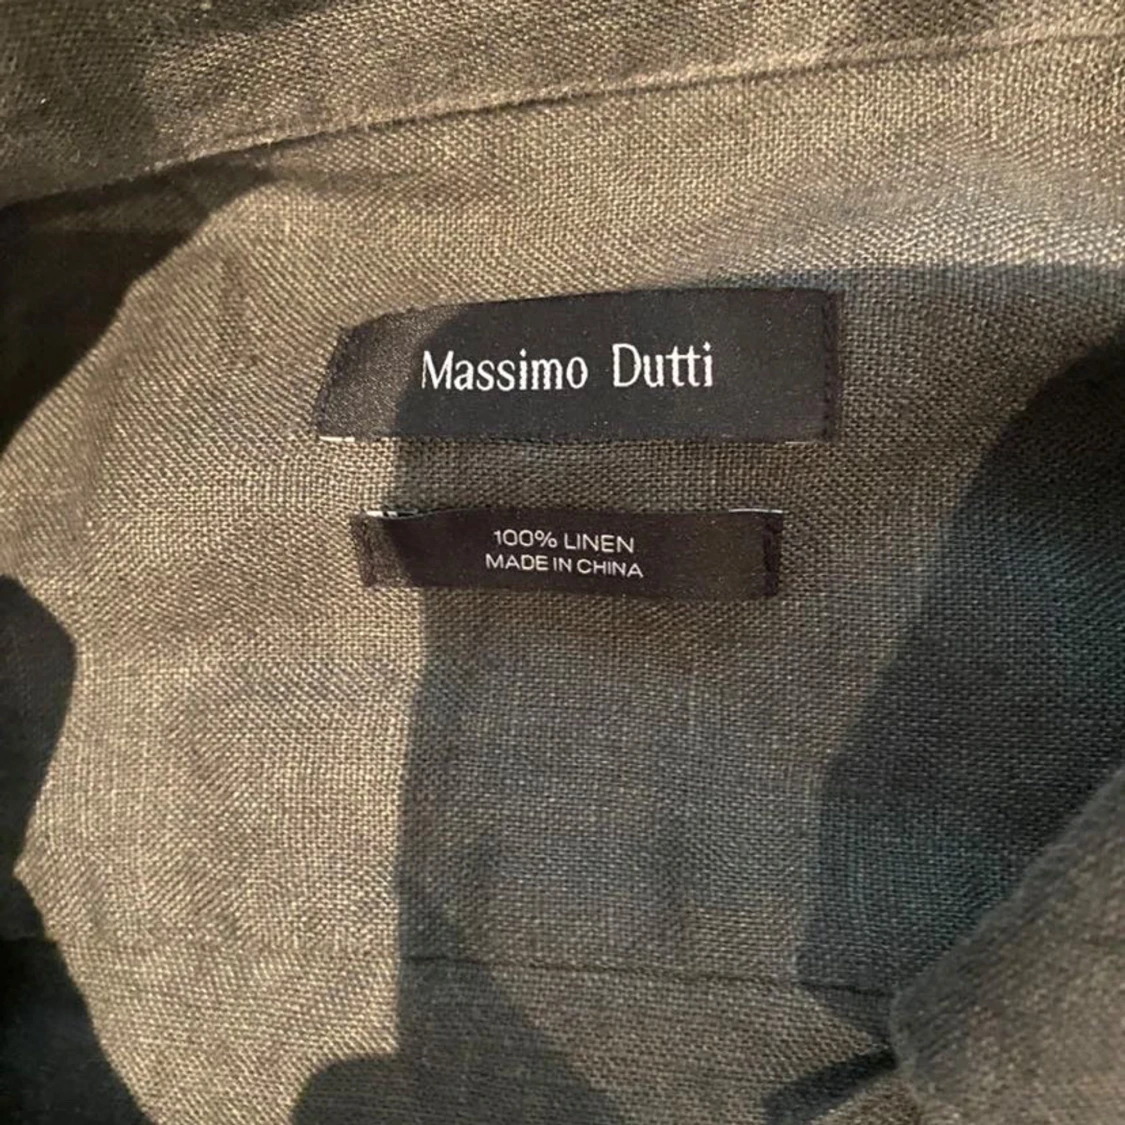 Massimo Dutti
100% LINEN
MADE IN CHINA